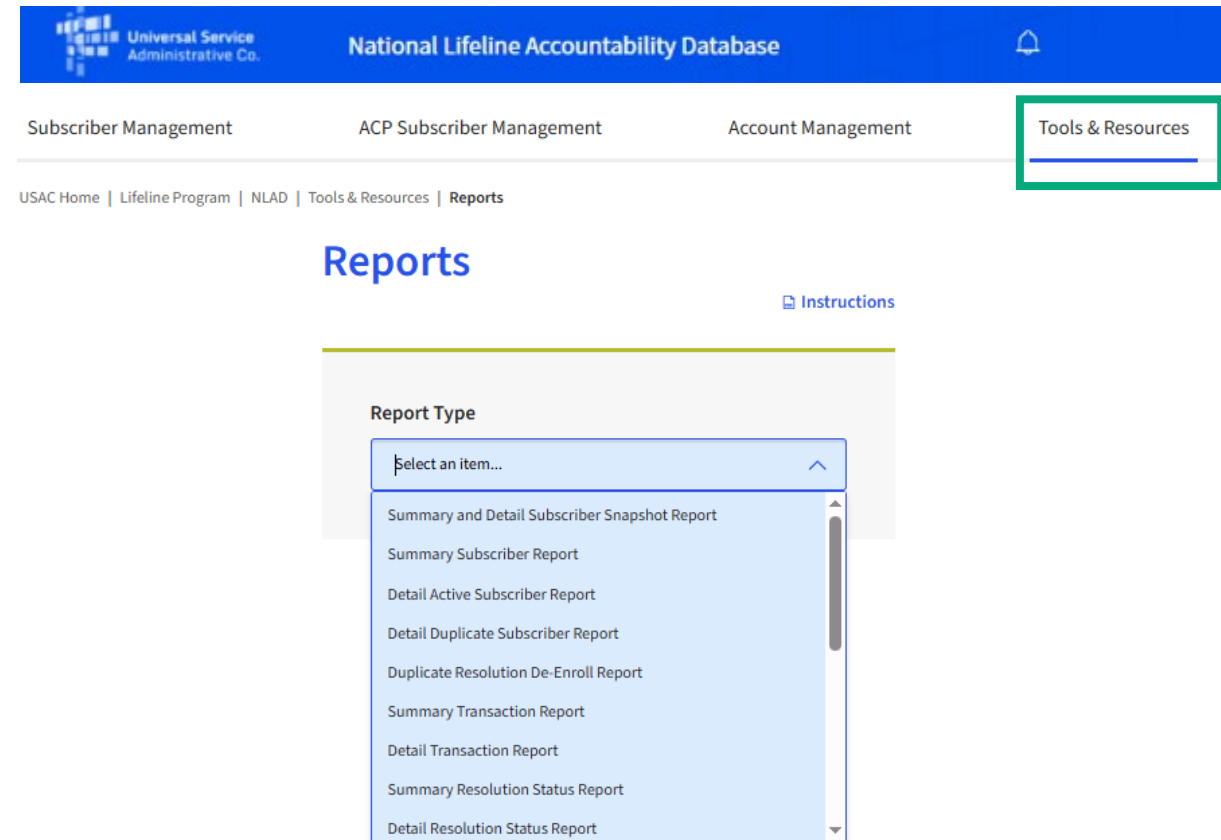 Universal Service
Administrative Co.
National Lifeline Accountability Database
Subscriber Management ACP Subscriber Management Account Management Tools & Resources
USAC Home | Lifeline Program | NLAD | Tools & Resources | Reports
Reports
Instructions
Report Type
Select an item...
Summary and Detail Subscriber Snapshot Report
Summary Subscriber Report
Detail Active Subscriber Report
Detail Duplicate Subscriber Report
Duplicate Resolution De-Enroll Report
Summary Transaction Report
Detail Transaction Report
Summary Resolution Status Report
Detail Resolution Status Report